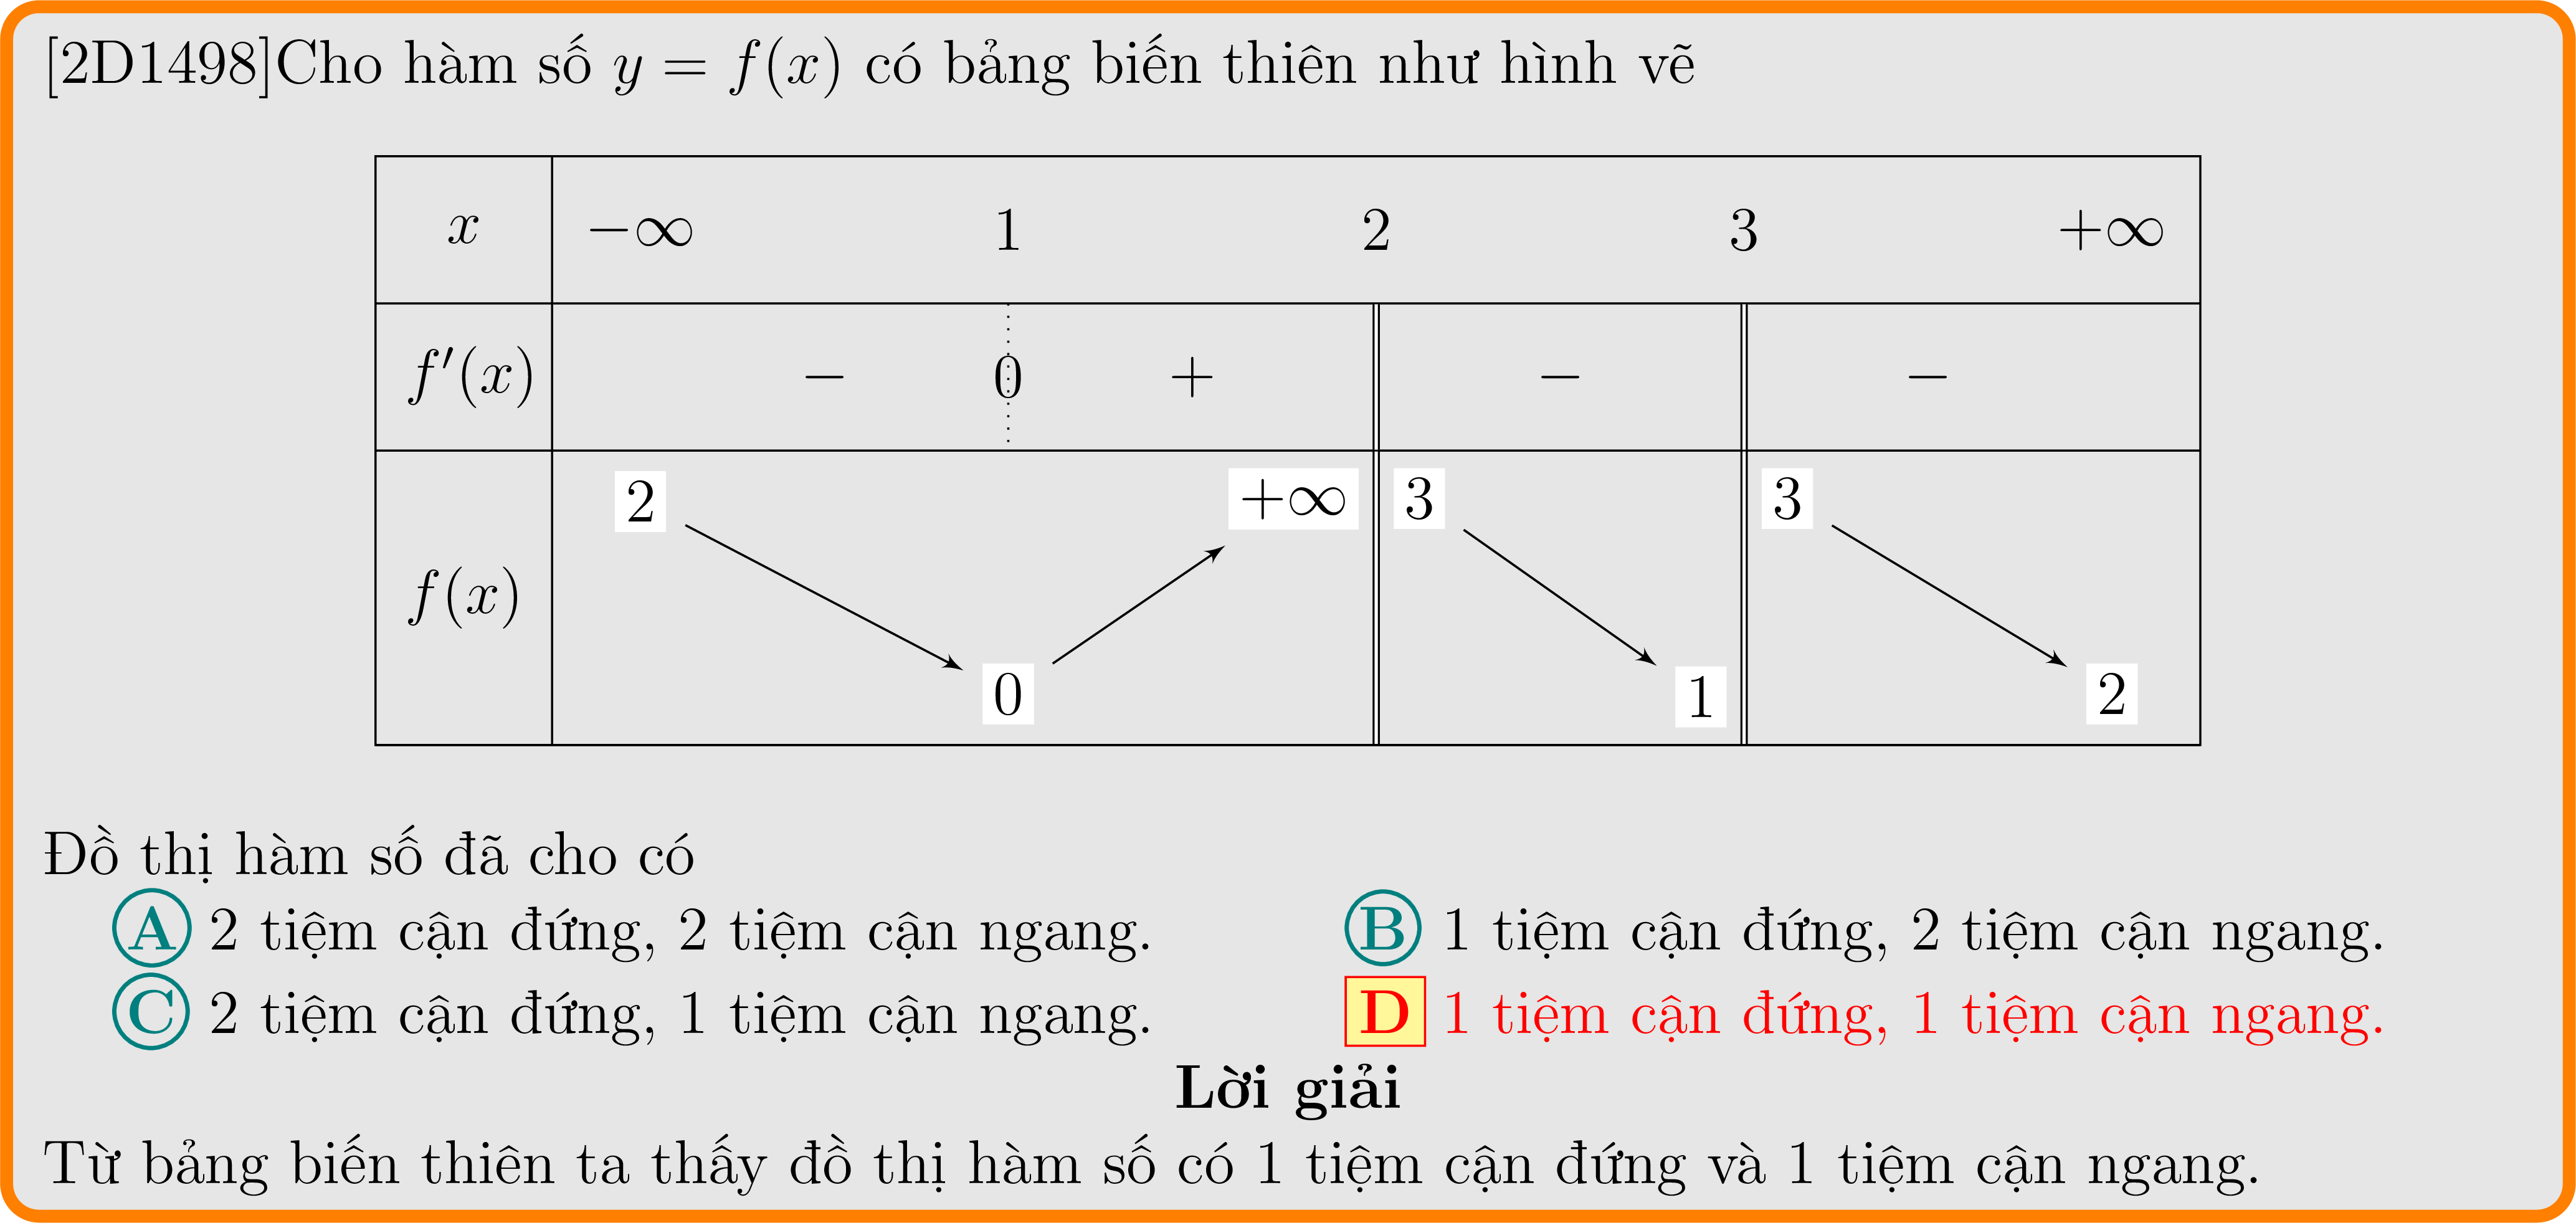 [2D1498]Cho hàm số y = f(x) có bảng biến thiên như hình vẽ
x −∞ 1 2 3 +∞
f′(x) − 0 + − −
2 +∞ 3 3
f(x)
0 1 2
Đồ thị hàm số đã cho có
A 2 tiệm cận đứng, 2 tiệm cận ngang. B 1 tiệm cận đứng, 2 tiệm cận ngang.
C 2 tiệm cận đứng, 1 tiệm cận ngang. D 1 tiệm cận đứng, 1 tiệm cận ngang.
Lời giải
Từ bảng biến thiên ta thấy đồ thị hàm số có 1 tiệm cận đứng và 1 tiệm cận ngang.